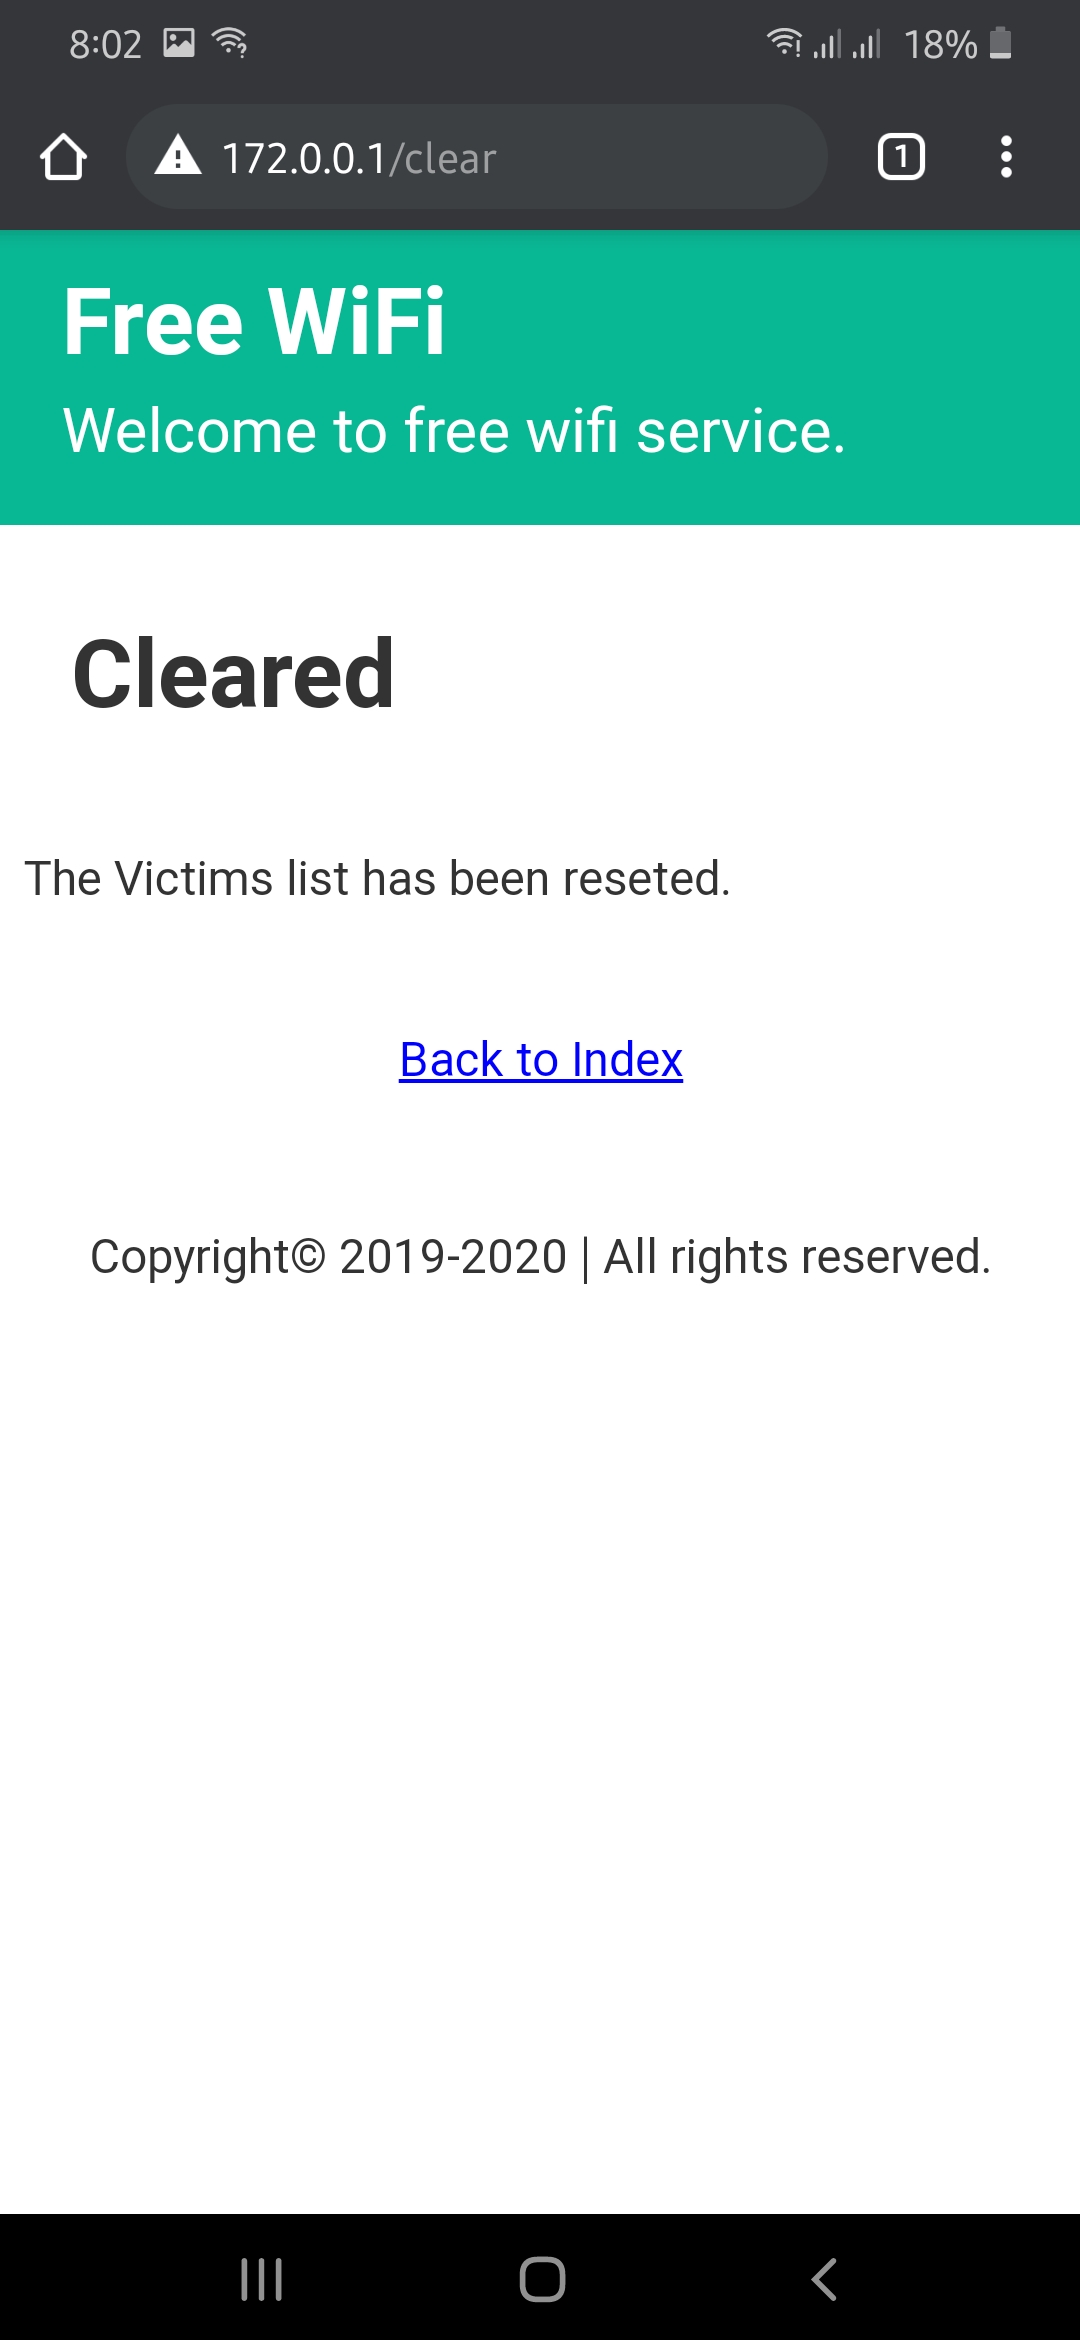 8:02 18%
172.0.0.1/clear 1
Free WiFi
Welcome to free wifi service.
Cleared
The Victims list has been reseted.
Back to Index
Copyright© 2019-2020 | All rights reserved.